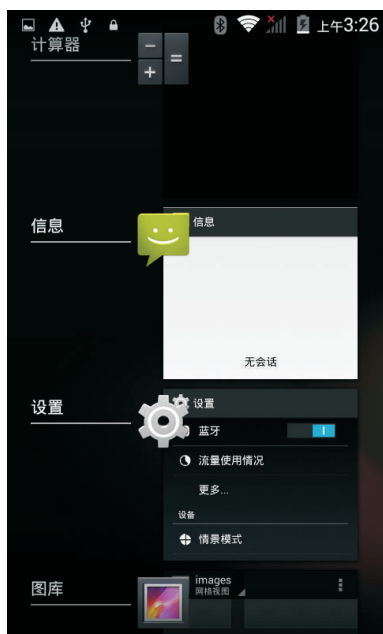 上午3:26
计算器
信息
信息
无会话
设置
设置
蓝牙
流量使用情况
更多...
设备
情景模式
图库
images
网格视图